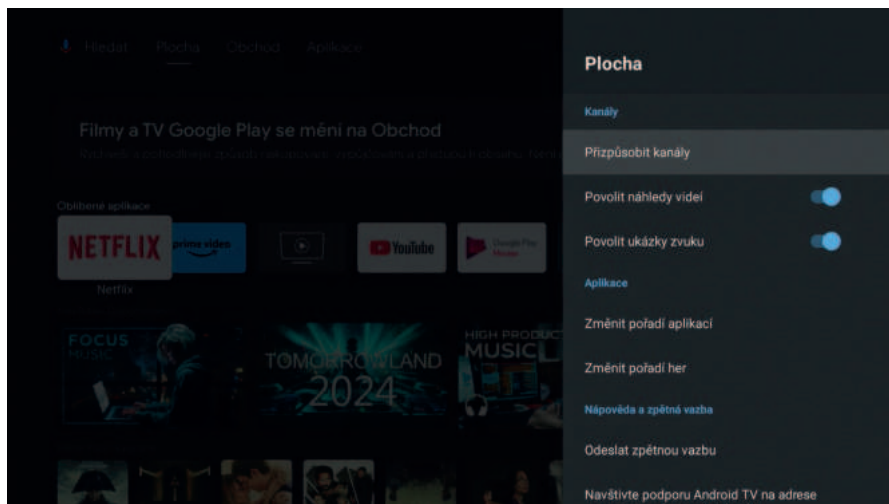 Hledat Plocha Obchod Aplikace
Filmy a TV Google Play se mění na Obchod
Oblíbené aplikace
NETFLIX
prime video
YouTube
Google Play
Movies
Netflix
FOCUS
MUSIC
TOMORROWLAND
2024
HIGH PRODUC
MUSIC
Plocha
Kanály
Přizpůsobit kanály
Povolit náhledy videí
Povolit ukázky zvuku
Aplikace
Změnit pořadí aplikací
Změnit pořadí her
Nápověda a zpětná vazba
Odeslat zpětnou vazbu
Navštivte podporu Android TV na adrese